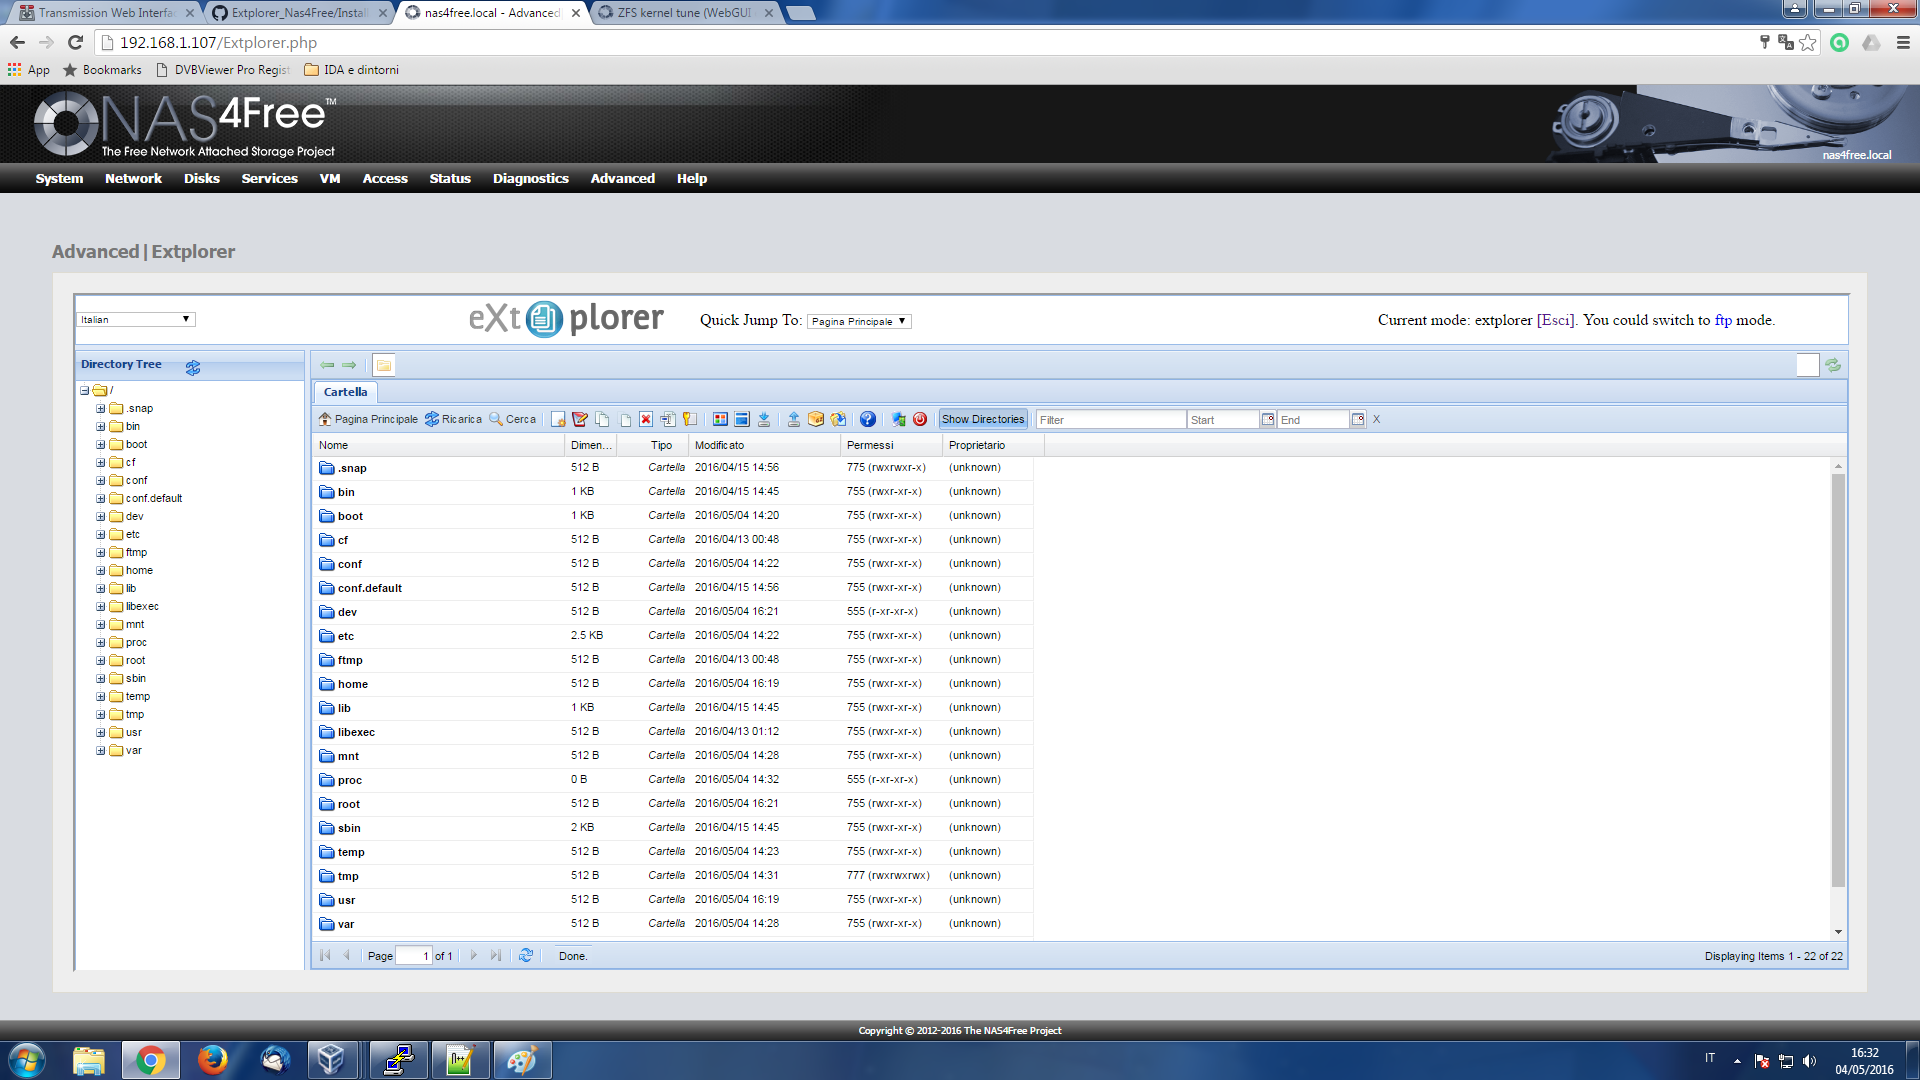 Transmission Web Interfa
Extplorer_Nas4Free/Instal
nas4free.local - Advanced
ZFS kernel tune (WebGUI
192.168.1.107/Extplorer.php
App
Bookmarks
DVBViewer Pro Regist
IDA e dintorni
NAS4Free™
The Free Network Attached Storage Project
nas4free.local
System Network Disks Services VM Access Status Diagnostics Advanced Help
Advanced|Extplorer
Italian
eXtplorer
Quick Jump To: Pagina Principale
Current mode: extplorer [Esci]. You could switch to ftp mode.
Directory Tree
/
.snap
bin
boot
cf
conf
conf.default
dev
etc
ftmp
home
lib
libexec
mnt
proc
root
sbin
temp
tmp
usr
var
Cartella
Pagina Principale Ricarica Cerca Show Directories Filter Start End X
Nome Dimen... Tipo Modificato Permessi Proprietario
.snap 512 B Cartella 2016/04/15 14:56 775 (rwxrwxr-x) (unknown)
bin 1 KB Cartella 2016/04/15 14:45 755 (rwxr-xr-x) (unknown)
boot 1 KB Cartella 2016/05/04 14:20 755 (rwxr-xr-x) (unknown)
cf 512 B Cartella 2016/04/13 00:48 755 (rwxr-xr-x) (unknown)
conf 512 B Cartella 2016/05/04 14:22 755 (rwxr-xr-x) (unknown)
conf.default 512 B Cartella 2016/04/15 14:56 755 (rwxr-xr-x) (unknown)
dev 512 B Cartella 2016/05/04 16:21 555 (r-xr-xr-x) (unknown)
etc 2.5 KB Cartella 2016/05/04 14:22 755 (rwxr-xr-x) (unknown)
ftmp 512 B Cartella 2016/04/13 00:48 755 (rwxr-xr-x) (unknown)
home 512 B Cartella 2016/05/04 16:19 755 (rwxr-xr-x) (unknown)
lib 1 KB Cartella 2016/04/15 14:45 755 (rwxr-xr-x) (unknown)
libexec 512 B Cartella 2016/04/13 01:12 755 (rwxr-xr-x) (unknown)
mnt 512 B Cartella 2016/05/04 14:28 755 (rwxr-xr-x) (unknown)
proc 0 B Cartella 2016/05/04 14:32 555 (r-xr-xr-x) (unknown)
root 512 B Cartella 2016/05/04 16:21 755 (rwxr-xr-x) (unknown)
sbin 2 KB Cartella 2016/04/15 14:45 755 (rwxr-xr-x) (unknown)
temp 512 B Cartella 2016/05/04 14:23 755 (rwxr-xr-x) (unknown)
tmp 512 B Cartella 2016/05/04 14:31 777 (rwxrwxrwx) (unknown)
usr 512 B Cartella 2016/05/04 16:19 755 (rwxr-xr-x) (unknown)
var 512 B Cartella 2016/05/04 14:28 755 (rwxr-xr-x) (unknown)
Page 1 of 1 Done. Displaying Items 1 - 22 of 22
Copyright © 2012-2016 The NAS4Free Project
IT
16:32
04/05/2016